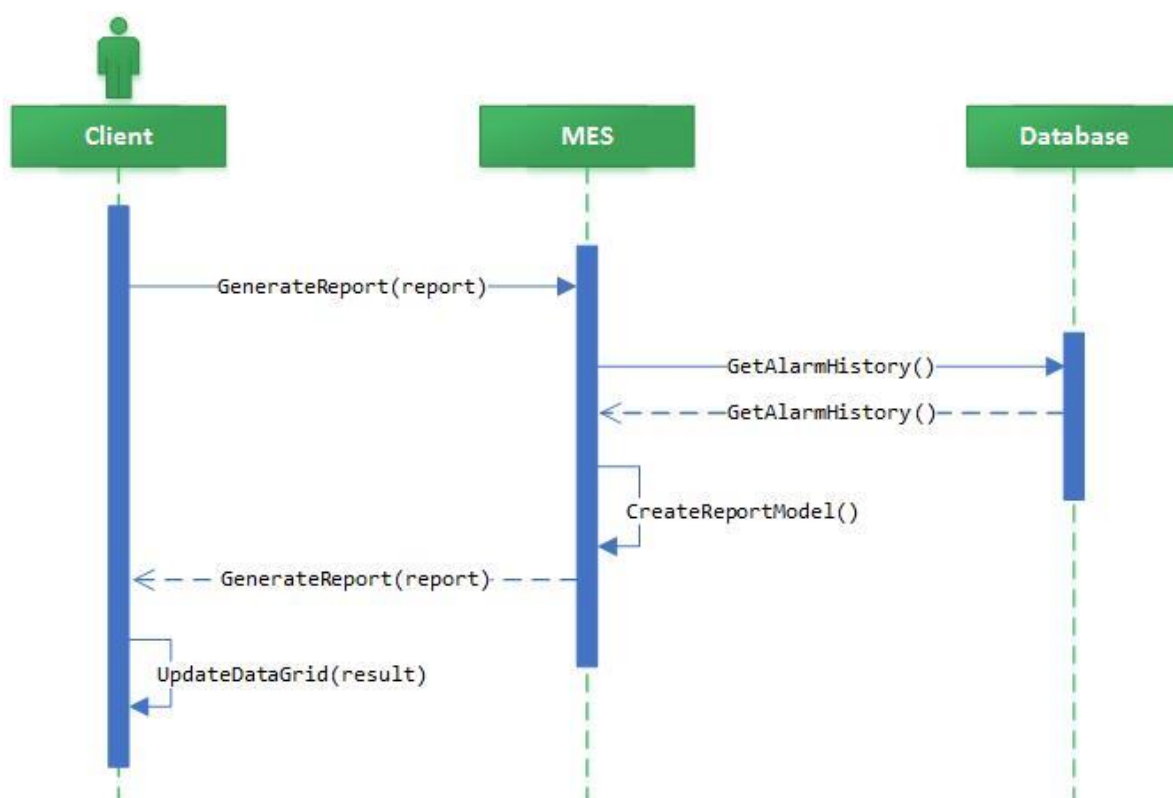 Client
MES
Database
GenerateReport(report)
GetAlarmHistory()
GetAlarmHistory()
CreateReportModel()
GenerateReport(report)
UpdateDataGrid(result)